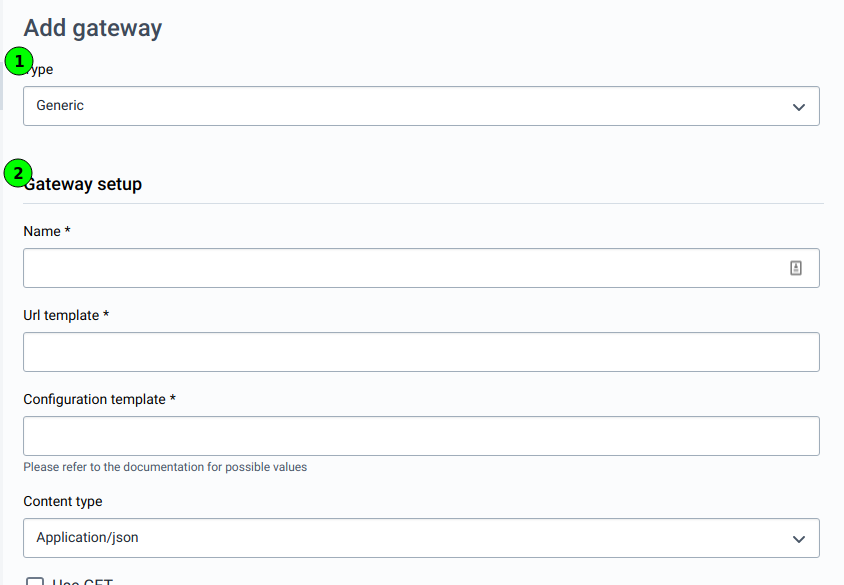 Add gateway
1
Type
Generic
2
Gateway setup
Name *
Url template *
Configuration template *
Please refer to the documentation for possible values
Content type
Application/json
Use GET